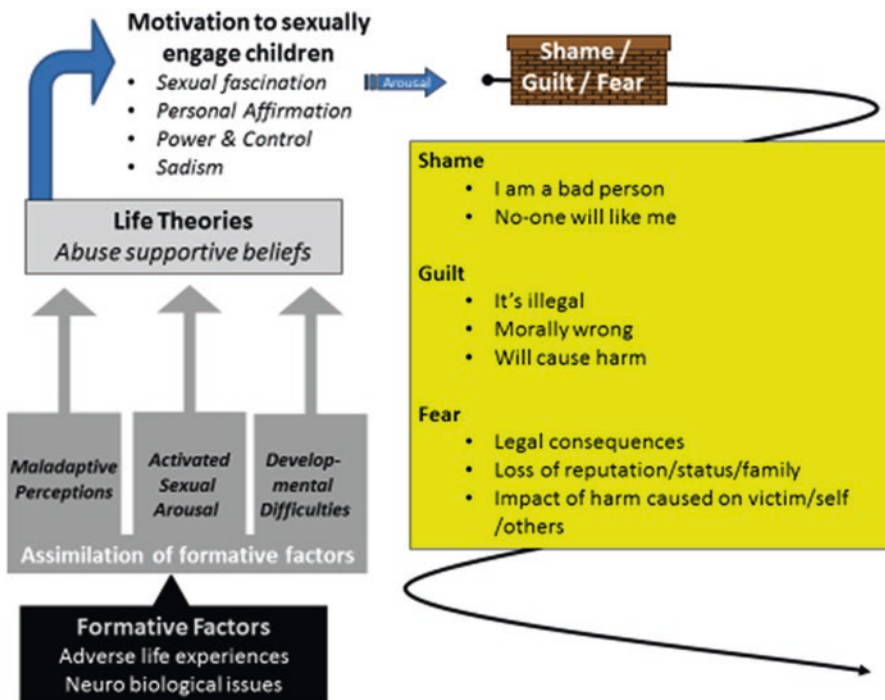 Motivation to sexually
engage children
• Sexual fascination
• Personal Affirmation
• Power & Control
• Sadism
Arousal
Shame /
Guilt / Fear
Life Theories
Abuse supportive beliefs
Maladaptive
Perceptions
Activated
Sexual
Arousal
Develop-
mental
Difficulties
Assimilation of formative factors
Formative Factors
Adverse life experiences
Neuro biological issues
Shame
• I am a bad person
• No-one will like me
Guilt
• It's illegal
• Morally wrong
• Will cause harm
Fear
• Legal consequences
• Loss of reputation/status/family
• Impact of harm caused on victim/self
/others